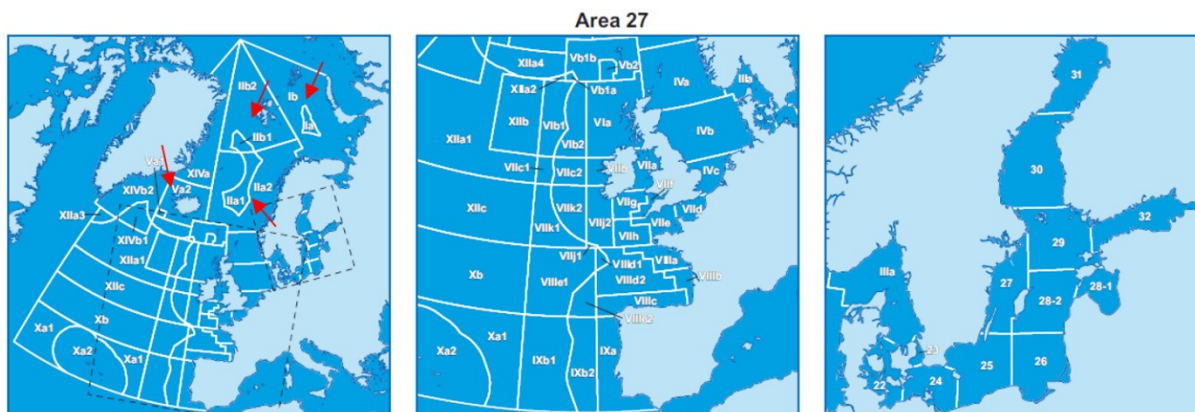 Area 27
IIb2
Ib
Ia
IIb1
Va1
XIVa
XIVb2
Va2
IIa2
IIa1
XIIa3
XIVb1
XIIa1
XIIc
Xb
Xa1
Xa2
Xa1
XIIa4
Vb1b
Vb2
IVa
IIIa
XIIa2
Vb1a
XIIb
VIb1
VIa
IVb
XIIa1
VIb2
VIIc1
VIIc2
VIIb
VIIa
IVc
VIIf
XIIc
VIIk2
VIIg
VIId
VIIk1
VIIj2
VIIe
VIIh
VIIj1
VIIId1
VIIIa
Xb
VIIIe1
VIIId2
VIIIb
VIIIc
Xa1
Xa2
IXb1
IXb2
IXa
31
30
32
29
IIIa
27
28-2
28-1
23
22
24
25
26